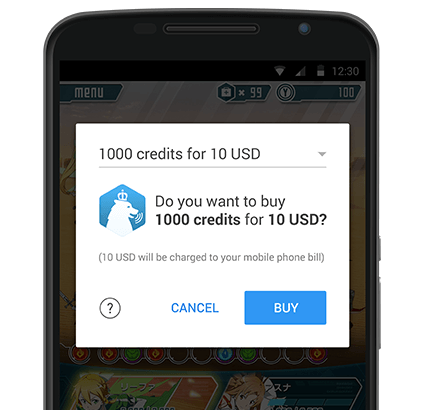 12:30
MENU
× 99
Y
100
1000 credits for 10 USD
Do you want to buy
1000 credits for 10 USD?
(10 USD will be charged to your mobile phone bill)
?
CANCEL
BUY